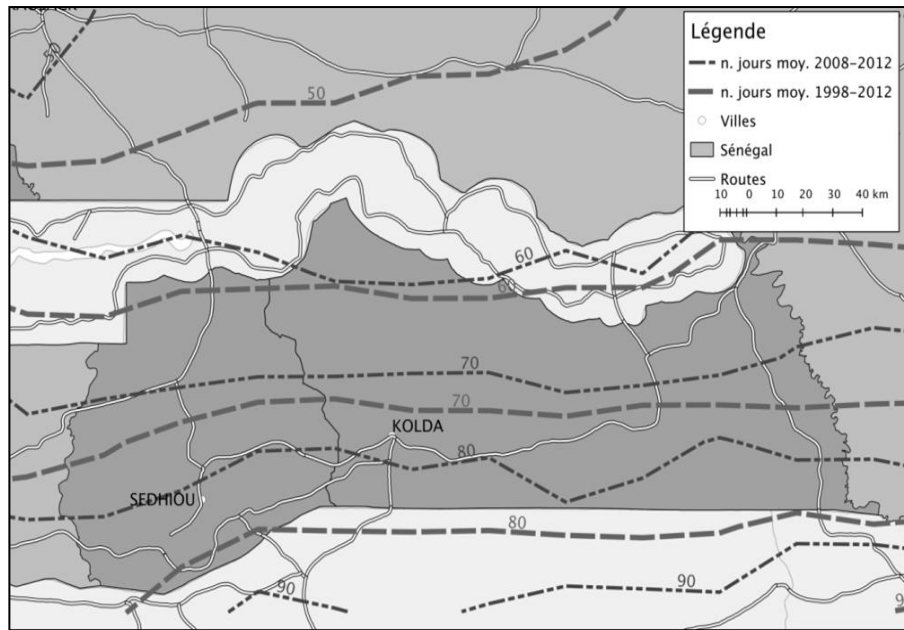 Légende
n. jours moy. 2008-2012
n. jours moy. 1998-2012
Villes
Sénégal
Routes
10 0 10 20 30 40 km
50
60
60
70
70
KOLDA
80
SEDHIOU
80
90